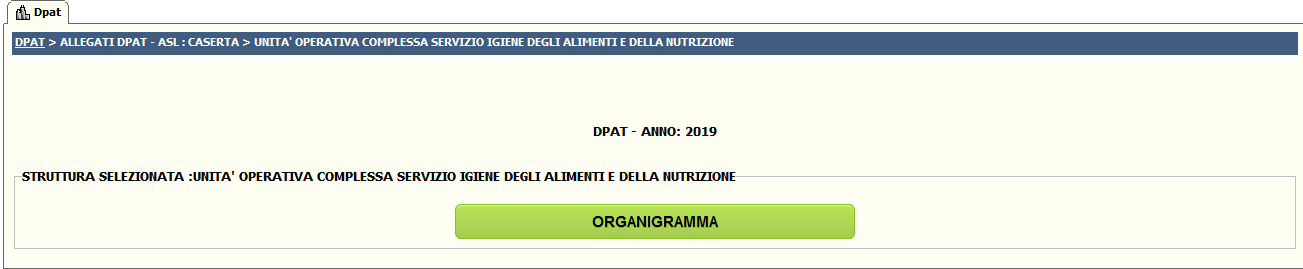 Dpat
DPAT > ALLEGATI DPAT - ASL : CASERTA > UNITA' OPERATIVA COMPLESSA SERVIZIO IGIENE DEGLI ALIMENTI E DELLA NUTRIZIONE
DPAT - ANNO: 2019
STRUTTURA SELEZIONATA :UNITA' OPERATIVA COMPLESSA SERVIZIO IGIENE DEGLI ALIMENTI E DELLA NUTRIZIONE
ORGANIGRAMMA